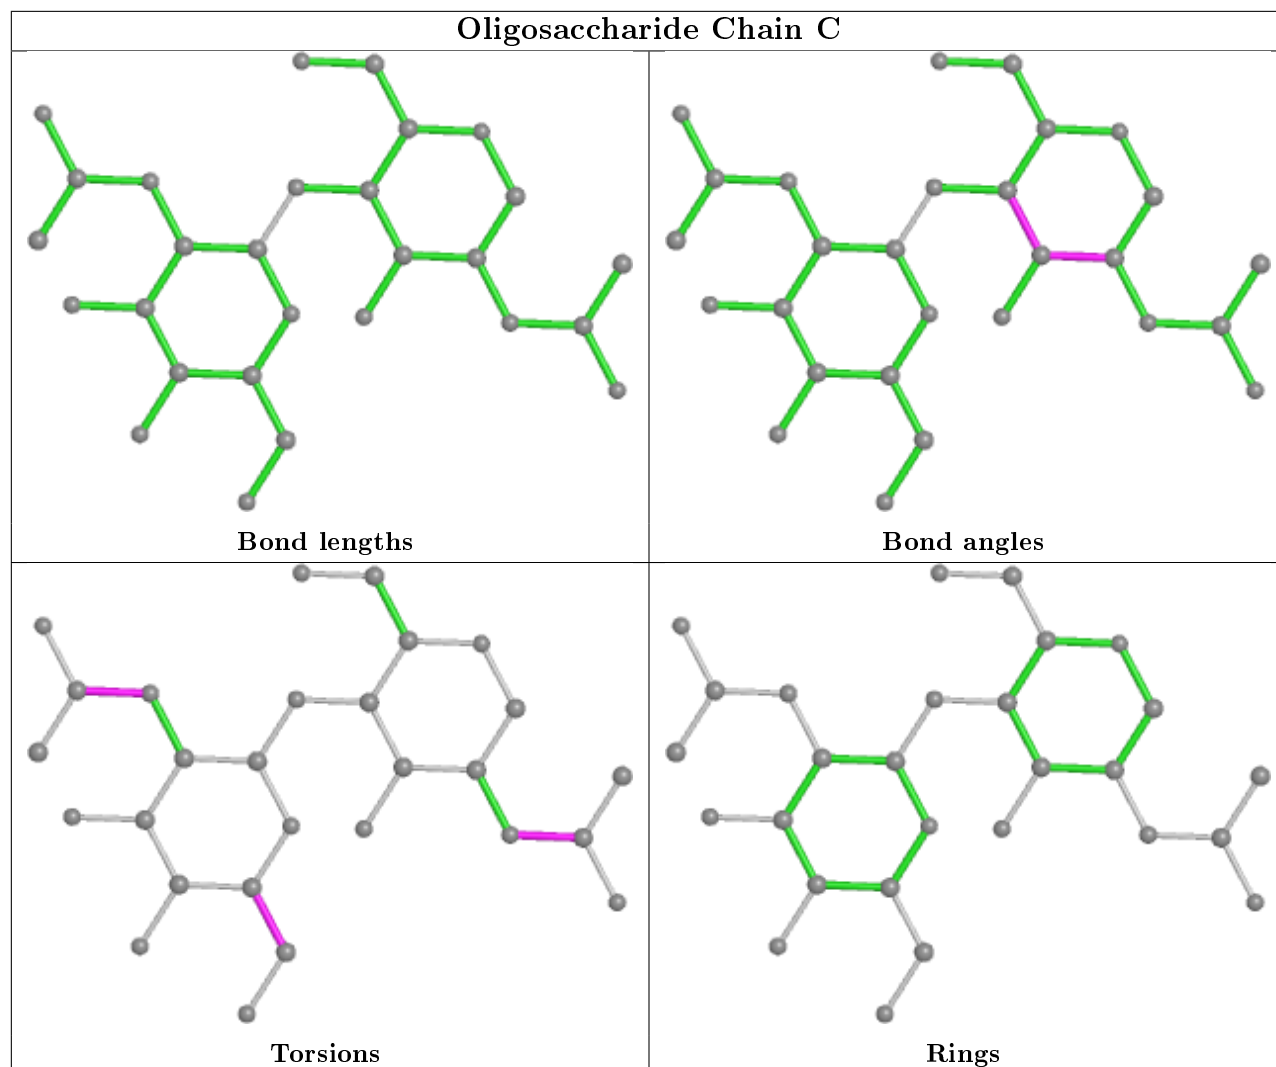 Oligosaccharide Chain C
Bond lengths
Bond angles
Torsions
Rings